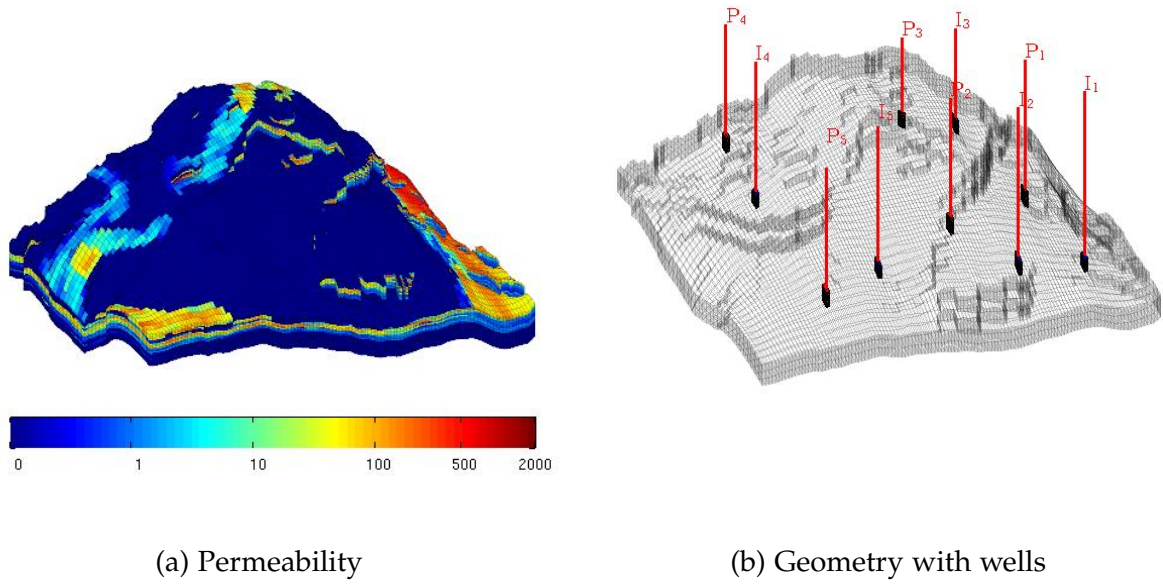 P4
I4
P3
I3
P1
I1
P2
I2
I5
P5
0 1 10 100 500 2000
(a) Permeability
(b) Geometry with wells